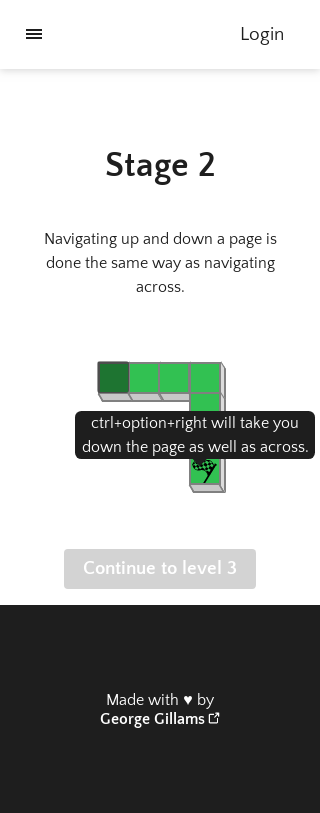 Login
Stage 2
Navigating up and down a page is
done the same way as navigating
across.
ctrl+option+right will take you
down the page as well as across.
Continue to level 3
Made with ♥ by
George Gillams